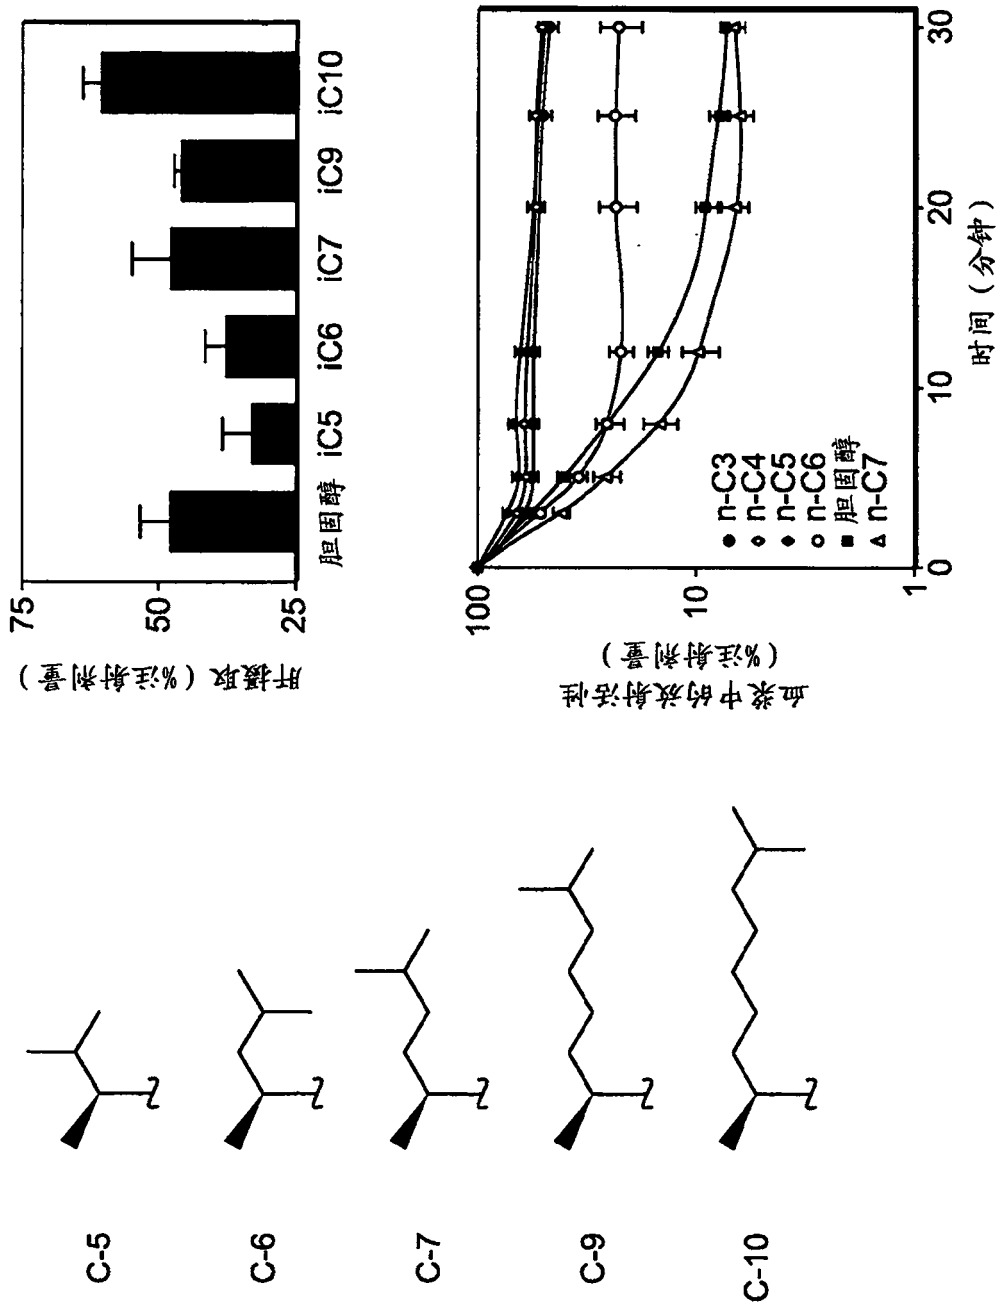 C-5
C-6
C-7
C-9
C-10
肝摄取（%注射剂量）
75
50
25
胆固醇
iC5
iC6
iC7
iC9
iC10
血浆中的放射活性
（%注射剂量）
100
10
1
n-C3
n-C4
n-C5
n-C6
胆固醇
n-C7
0
10
20
30
时间（分钟）